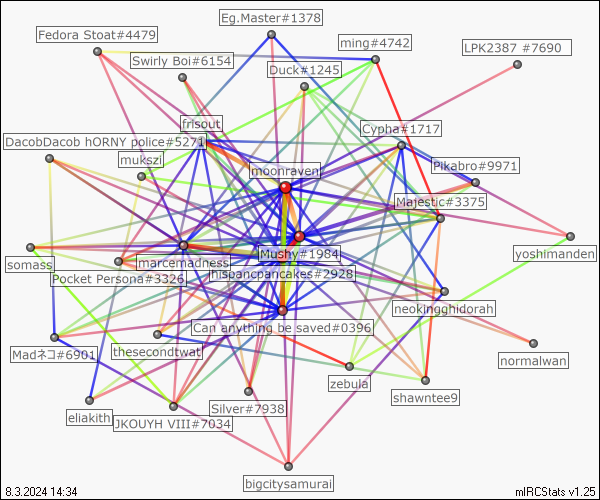 Eg.Master#1378
Fedora Stoat#4479
ming#4742
LPK2387 #7690
Swirly Boi#6154
Duck#1245
frisout
Cypha#1717
DacobDacob hORNY police#5271
mukszi
moonraven
Pikabro#9971
Majestic#3375
Mushy#1984
yoshimanden
somass
marcemadness
Pocket Persona#3326
hispancpancakes#2928
neokingghidorah
Can anything be saved#0396
Madネコ#6901
thesecondtwat
normalwan
zebula
shawntee9
eliakith
Silver#7938
JKOUYH VIII#7034
bigcitysamurai
8.3.2024 14:34
mIRCStats v1.25